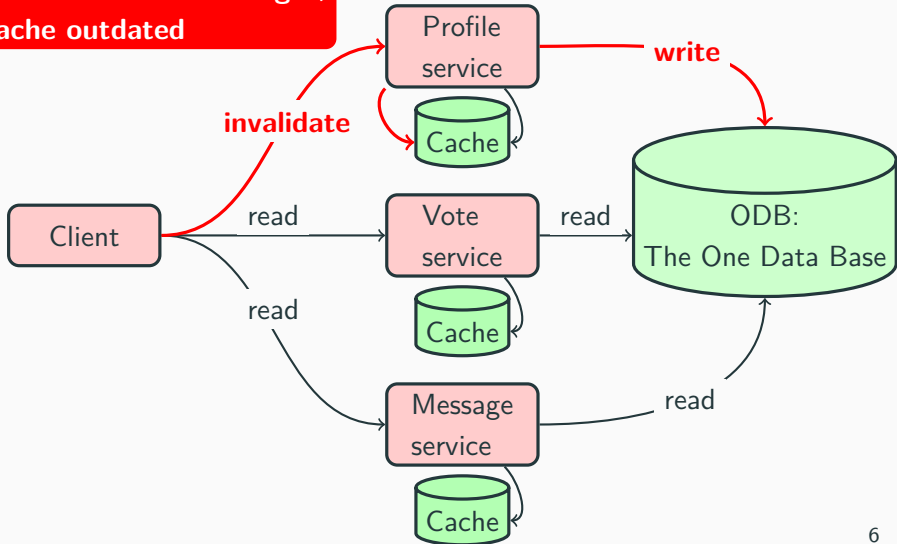 ache outdated
Profile
service
write
invalidate
Cache
Client
read
Vote
service
read
ODB:
The One Data Base
Cache
read
Message
service
read
Cache
6